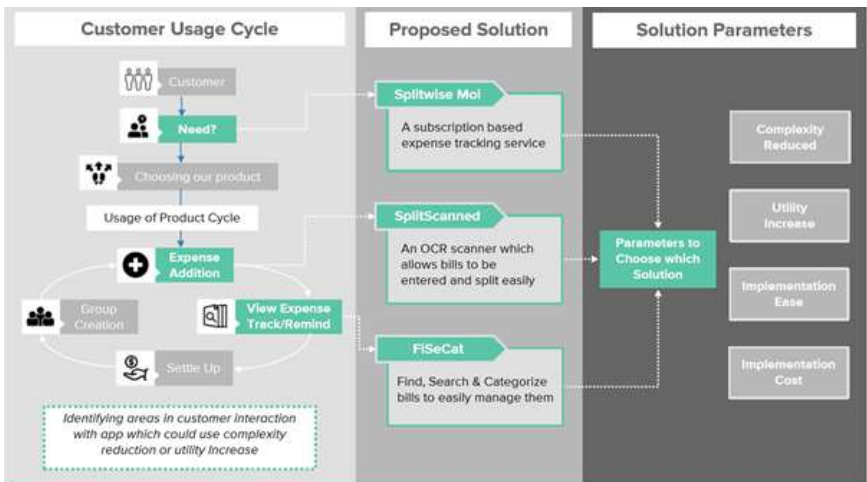 Customer Usage Cycle
Customer
Need?
Choosing our product
Usage of Product Cycle
Expense
Addition
Group
Creation
View Expense
Track/Remind
Settle Up
Identifying areas in customer interaction
with app which could use complexity
reduction or utility Increase
Proposed Solution
Splitwise Moi
A subscription based
expense tracking service
SplitScanned
An OCR scanner which
allows bills to be
entered and split easily
FiSeCat
Find, Search & Categorize
bills to easily manage them
Solution Parameters
Parameters to
Choose which
Solution
Complexity
Reduced
Utility
Increase
Implementation
Ease
Implementation
Cost